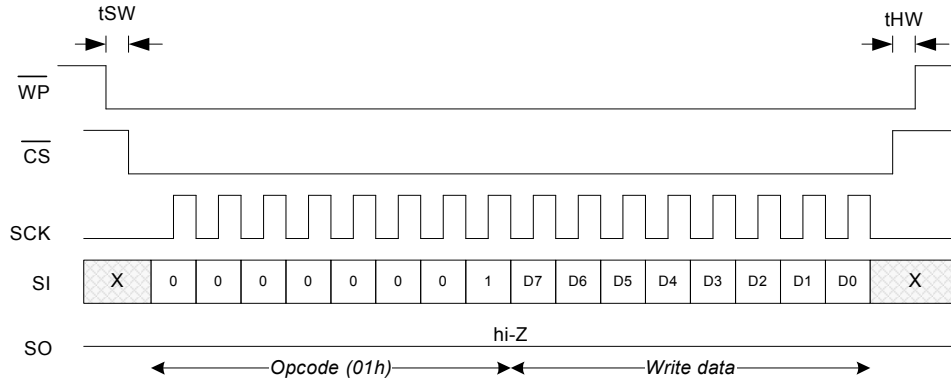 tSW tHW
WP
CS
SCK
SI X 0 0 0 0 0 0 0 1 D7 D6 D5 D4 D3 D2 D1 D0 X
hi-Z
SO
Opcode (01h) Write data